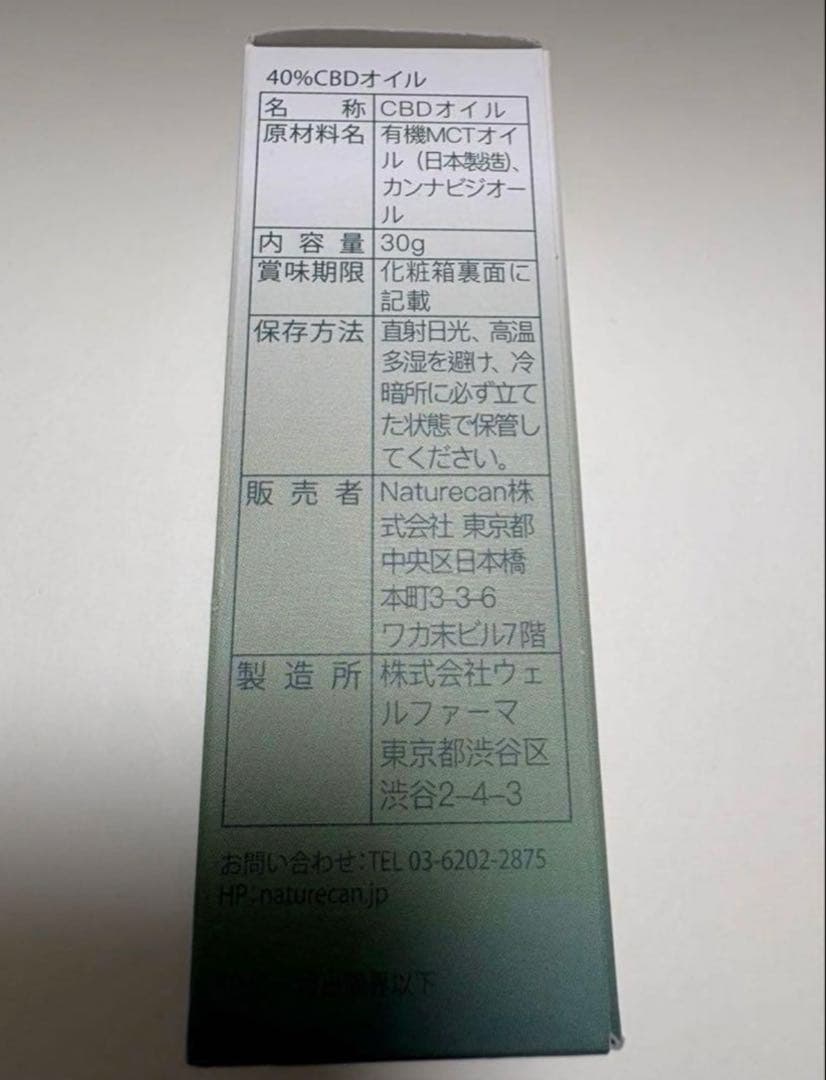 40%CBDオイル
名称 CBDオイル
原材料名 有機MCTオイ
ル（日本製造）、
カンナビジオー
ル
内容量 30g
賞味期限 化粧箱裏面に
記載
保存方法 直射日光、高温
多湿を避け、冷
暗所に必ず立て
た状態で保管し
てください。
販売者 Naturecan株
式会社 東京都
中央区日本橋
本町3-3-6
ワカ末ビル7階
製造所 株式会社ウェ
ルファーマ
東京都渋谷区
渋谷2-4-3
お問い合わせ：TEL 03-6202-2875
HP：naturecan.jp
限界以下